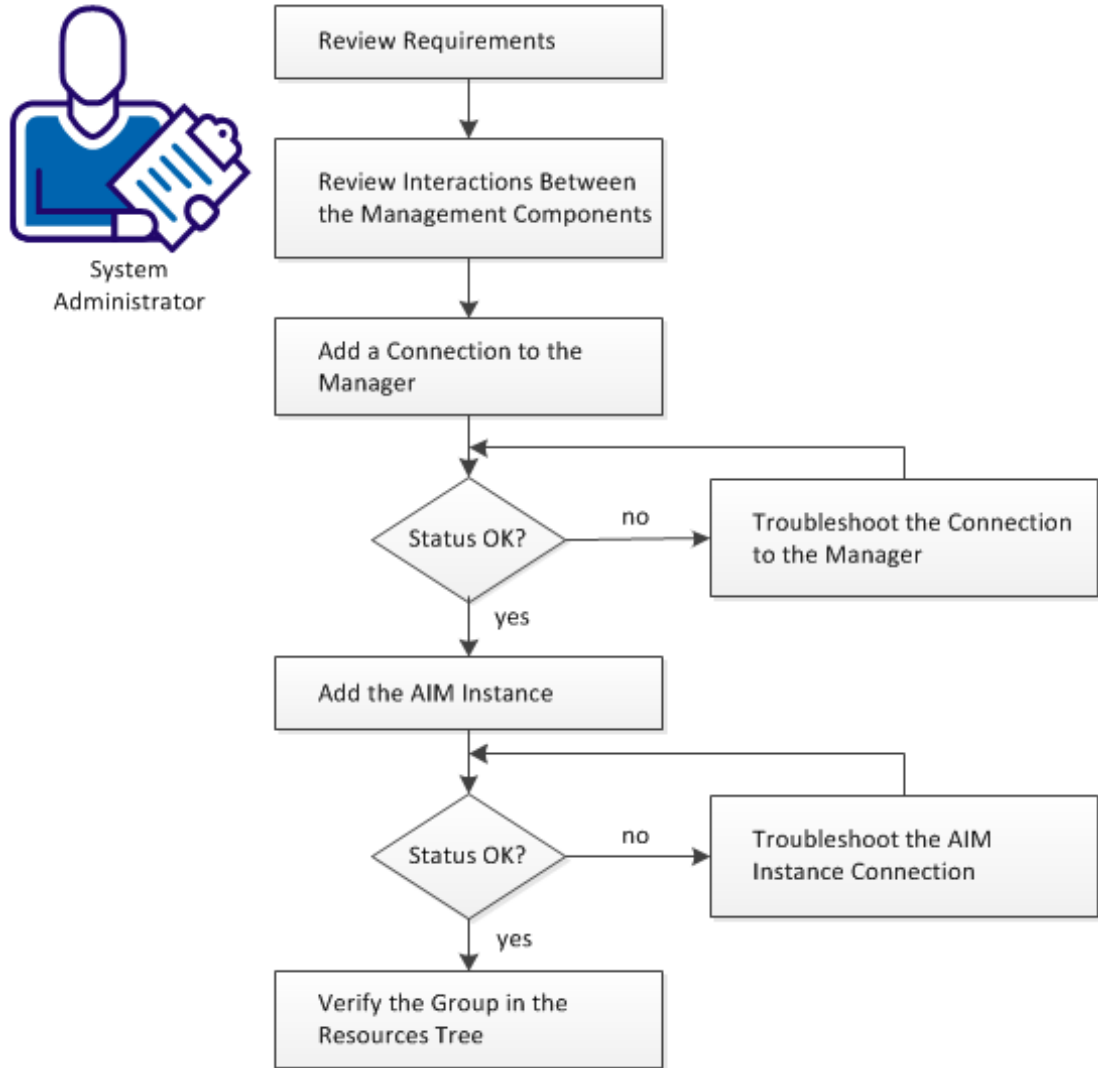 Review Requirements
System
Administrator
Review Interactions Between
the Management Components
Add a Connection to the
Manager
Status OK?
no
Troubleshoot the Connection
to the Manager
yes
Add the AIM Instance
Status OK?
no
Troubleshoot the AIM
Instance Connection
yes
Verify the Group in the
Resources Tree